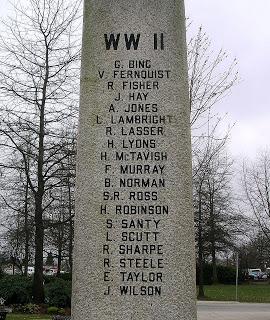 WW II
G. BING
V. FERNQUIST
R. FISHER
J. HAY
A. JONES
L. LAMBRIGHT
R. LASSER
H. LYONS
H. McTAVISH
F. MURRAY
B. NORMAN
S.R. ROSS
H. ROBINSON
S. SANTY
L. SCUTT
R. SHARPE
R. STEELE
E. TAYLOR
J. WILSON